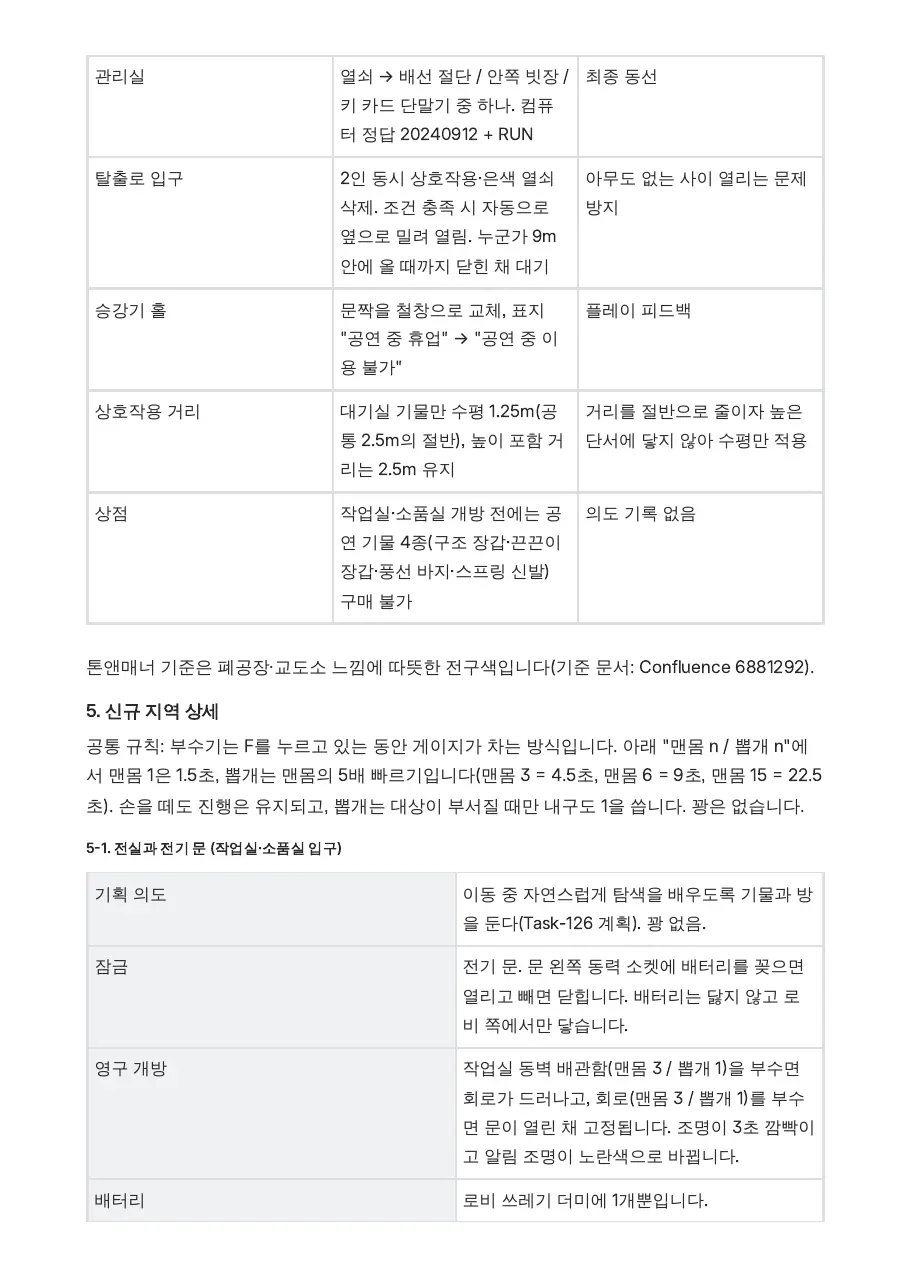 관리실
열쇠 → 배선 절단 / 안쪽 빗장 /
키 카드 단말기 중 하나. 컴퓨
터 정답 20240912 + RUN
최종 동선
탈출로 입구
2인 동시 상호작용·은색 열쇠
삭제. 조건 충족 시 자동으로
옆으로 밀려 열림. 누군가 9m
안에 올 때까지 닫힌 채 대기
아무도 없는 사이 열리는 문제
방지
승강기 홀
문짝을 철창으로 교체, 표지
"공연 중 휴업" → "공연 중 이
용 불가"
플레이 피드백
상호작용 거리
대기실 기물만 수평 1.25m(공
통 2.5m의 절반), 높이 포함 거
리는 2.5m 유지
거리를 절반으로 줄이자 높은
단서에 닿지 않아 수평만 적용
상점
작업실·소품실 개방 전에는 공
연 기물 4종(구조 장갑·끈끈이
장갑·풍선 바지·스프링 신발)
구매 불가
의도 기록 없음
톤앤매너 기준은 폐공장·교도소 느낌에 따뜻한 전구색입니다(기준 문서: Confluence 6881292).
5. 신규 지역 상세
공통 규칙: 부수기는 F를 누르고 있는 동안 게이지가 차는 방식입니다. 아래 "맨몸 n / 뽑개 n"에
서 맨몸 1은 1.5초, 뽑개는 맨몸의 5배 빠르기입니다(맨몸 3 = 4.5초, 맨몸 6 = 9초, 맨몸 15 = 22.5
초). 손을 떼도 진행은 유지되고, 뽑개는 대상이 부서질 때만 내구도 1을 씁니다. 꽝은 없습니다.
5-1. 전실과 전기 문 (작업실·소품실 입구)
기획 의도
이동 중 자연스럽게 탐색을 배우도록 기물과 방
을 둔다(Task-126 계획). 꽝 없음.
잠금
전기 문. 문 왼쪽 동력 소켓에 배터리를 꽂으면
열리고 빼면 닫힙니다. 배터리는 닳지 않고 로
비 쪽에서만 닿습니다.
영구 개방
작업실 동벽 배관함(맨몸 3 / 뽑개 1)을 부수면
회로가 드러나고, 회로(맨몸 3 / 뽑개 1)를 부수
면 문이 열린 채 고정됩니다. 조명이 3초 깜빡이
고 알림 조명이 노란색으로 바뀝니다.
배터리
로비 쓰레기 더미에 1개뿐입니다.